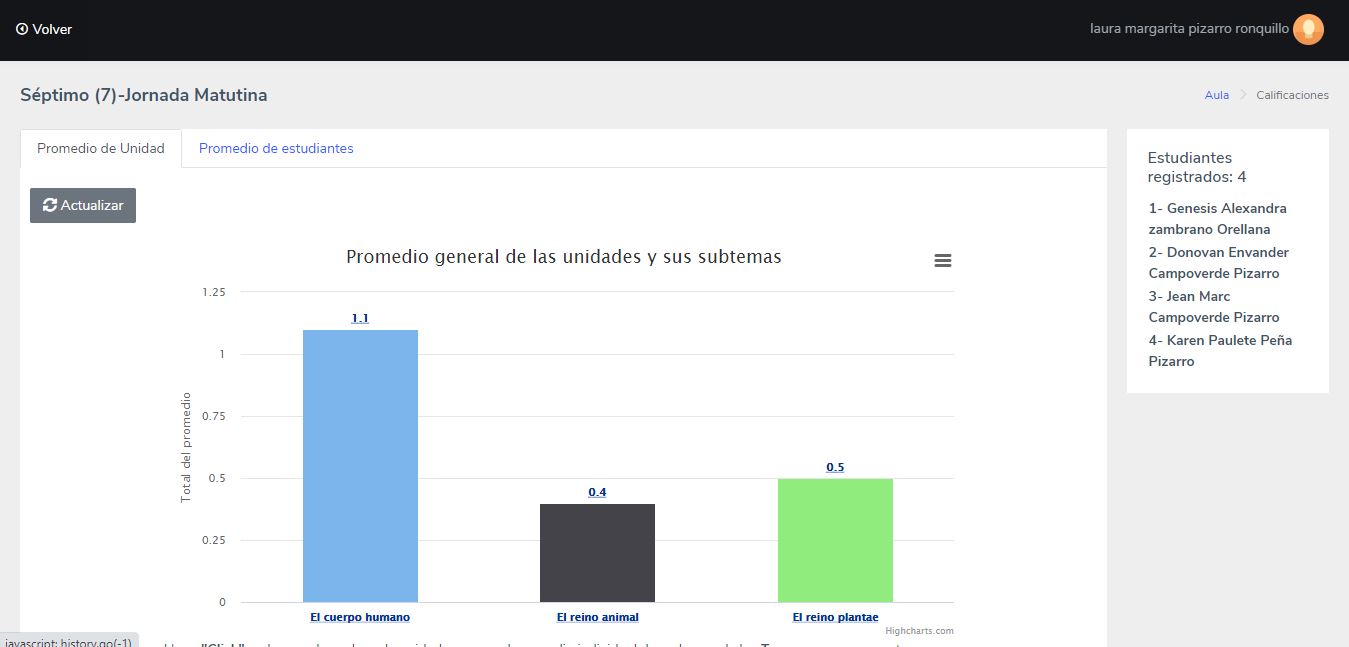 Volver
laura margarita pizarro ronquillo
Séptimo (7)-Jornada Matutina
Aula
Calificaciones
Promedio de Unidad
Promedio de estudiantes
Actualizar
Promedio general de las unidades y sus subtemas
1.25
1
0.75
0.5
0.25
0
Total del promedio
1.1
0.4
0.5
El cuerpo humano
El reino animal
El reino plantae
Highcharts.com
Estudiantes
registrados: 4
1- Genesis Alexandra
zambrano Orellana
2- Donovan Envander
Campoverde Pizarro
3- Jean Marc
Campoverde Pizarro
4- Karen Paulete Peña
Pizarro
javascript: history.go(-1)